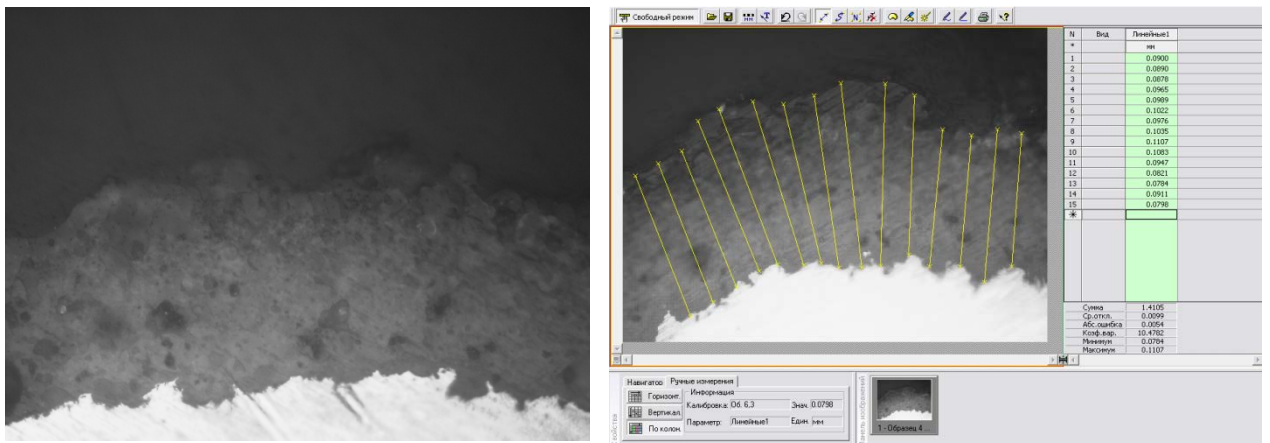 Свободный режим
N Вид Линейные1
* мм
1 0.0900
2 0.0890
3 0.0878
4 0.0965
5 0.0989
6 0.1022
7 0.0976
8 0.1035
9 0.1107
10 0.1083
11 0.0947
12 0.0821
13 0.0784
14 0.0911
15 0.0798
Сумма 1.4105
Ср.откл. 0.0099
Абс.ошибка 0.0054
Коэф.вар. 10.4782
Минимум 0.0784
Максимум 0.1107
Навигатор Ручные измерения
Горизонт.
Вертикал.
По колон.
Информация
Калибровка: Об. 6,3 Знач. 0.0798
Параметр: Линейные1 Един. мм
1 - Образец 4 ...